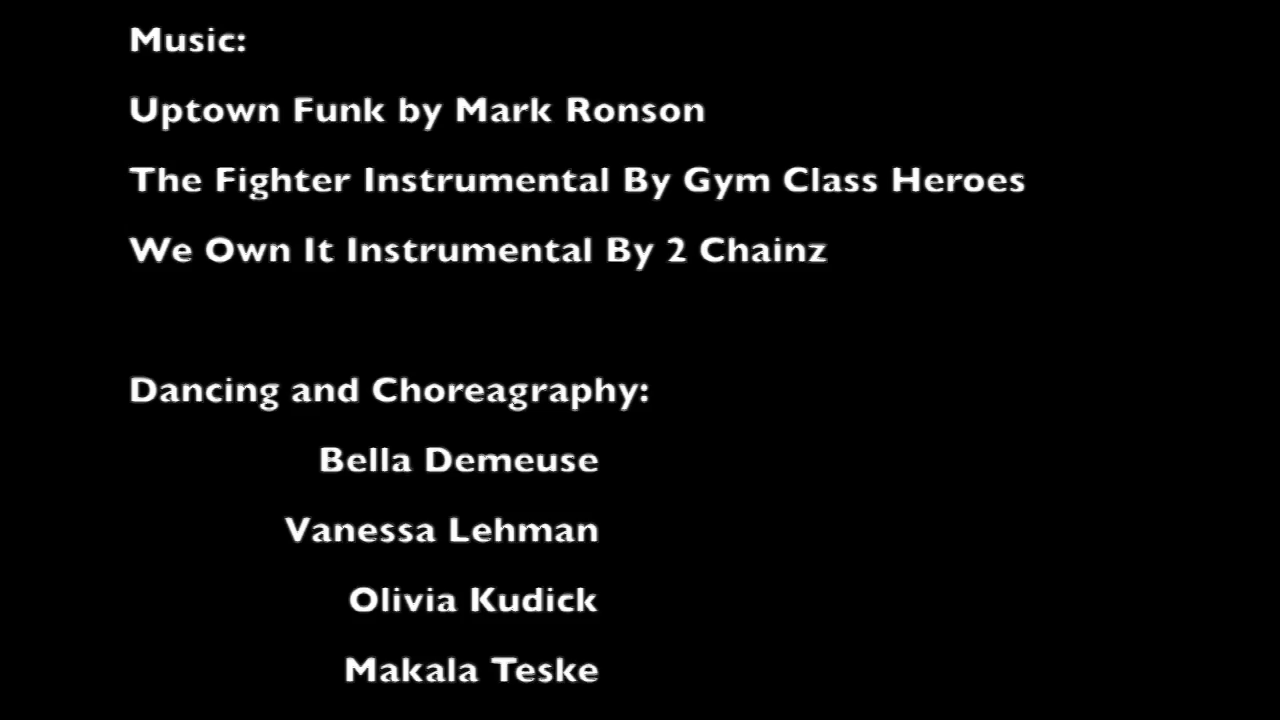 Music:
Uptown Funk by Mark Ronson
The Fighter Instrumental By Gym Class Heroes
We Own It Instrumental By 2 Chainz
Dancing and Choreagraphy:
Bella Demeuse
Vanessa Lehman
Olivia Kudick
Makala Teske